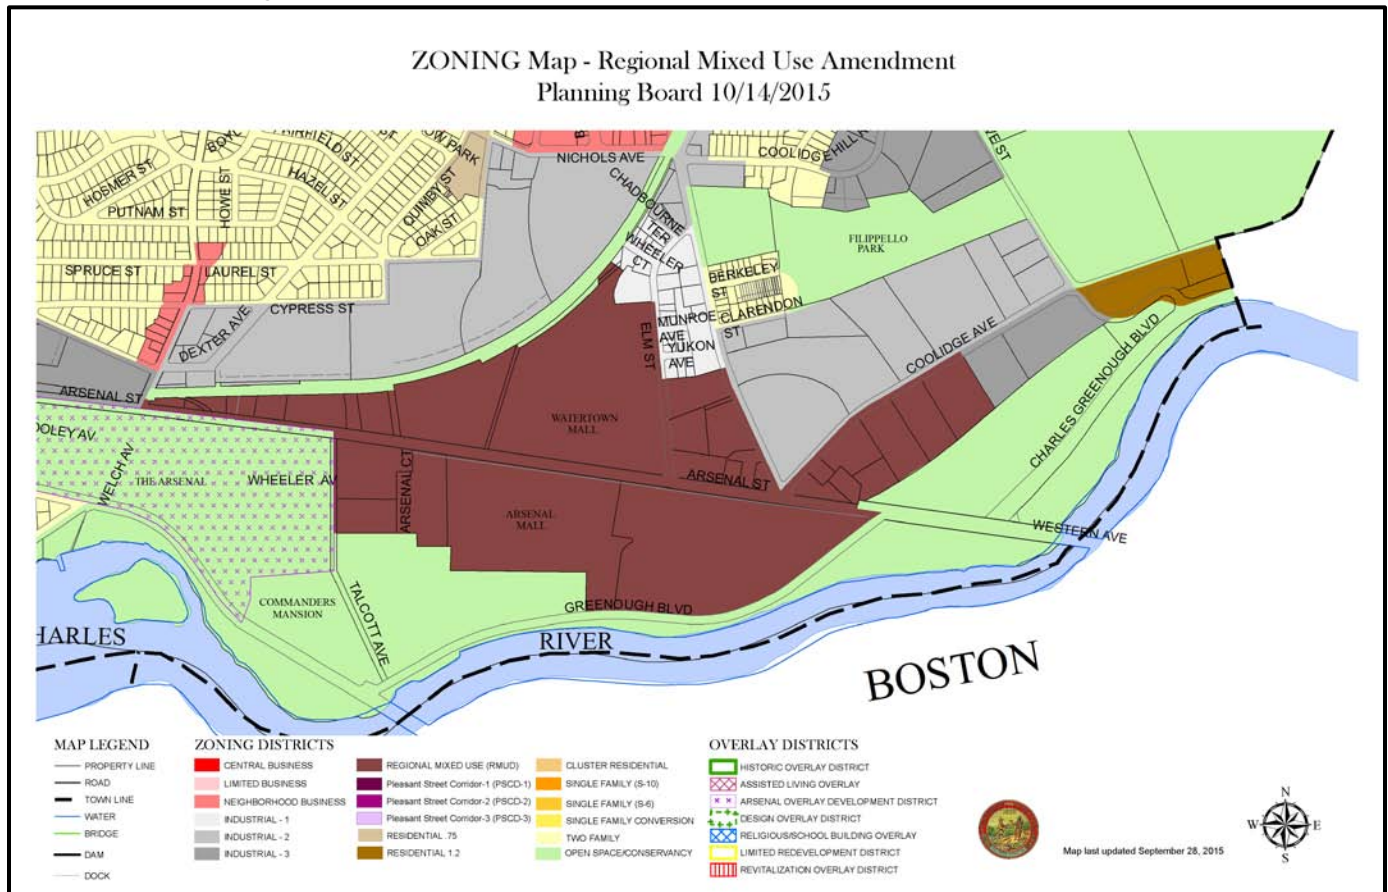 ZONING Map - Regional Mixed Use Amendment
Planning Board 10/14/2015
NICHOLS AVE
COOLIDGE HILL
HOSMER ST
PUTNAM ST
HOWE ST
HAZEL ST
QUIMBY ST
OAK ST
CHADBOURNE
TER
WHEELER
CT
FILIPPELLO
PARK
SPRUCE ST
LAUREL ST
BERKELEY
ST
CYPRESS ST
CLARENDON
ST
DEXTER AVE
ELM ST
MUNROE
AVE
YUKON
AVE
COOLIDGE AVE
CHARLES GREENOUGH BLVD
ARSENAL ST
WATERTOWN
MALL
OOLEY AV
WELCH AV
THE ARSENAL
WHEELER AV
ARSENAL CT
ARSENAL ST
ARSENAL
MALL
WESTERN AVE
COMMANDERS
MANSION
TALCOTT AVE
GREENOUGH BLVD
HARLES
RIVER
BOSTON
MAP LEGEND
PROPERTY LINE
ROAD
TOWN LINE
WATER
BRIDGE
DAM
DOCK
ZONING DISTRICTS
CENTRAL BUSINESS
LIMITED BUSINESS
NEIGHBORHOOD BUSINESS
INDUSTRIAL - 1
INDUSTRIAL - 2
INDUSTRIAL - 3
REGIONAL MIXED USE (RMUD)
Pleasant Street Corridor-1 (PSCD-1)
Pleasant Street Corridor-2 (PSCD-2)
Pleasant Street Corridor-3 (PSCD-3)
RESIDENTIAL .75
RESIDENTIAL 1.2
CLUSTER RESIDENTIAL
SINGLE FAMILY (S-10)
SINGLE FAMILY (S-6)
SINGLE FAMILY CONVERSION
TWO FAMILY
OPEN SPACE/CONSERVANCY
OVERLAY DISTRICTS
HISTORIC OVERLAY DISTRICT
ASSISTED LIVING OVERLAY
ARSENAL OVERLAY DEVELOPMENT DISTRICT
DESIGN OVERLAY DISTRICT
RELIGIOUS/SCHOOL BUILDING OVERLAY
LIMITED REDEVELOPMENT DISTRICT
REVITALIZATION OVERLAY DISTRICT
Map last updated September 28, 2015
N
W
E
S